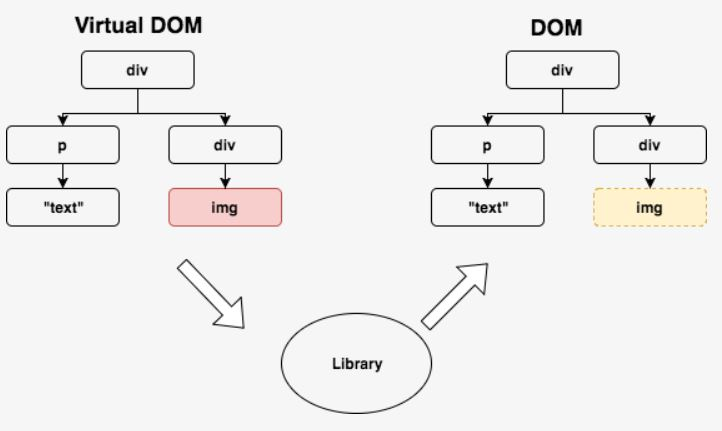 Virtual DOM
DOM
div
div
p
div
p
div
"text"
img
"text"
img
Library